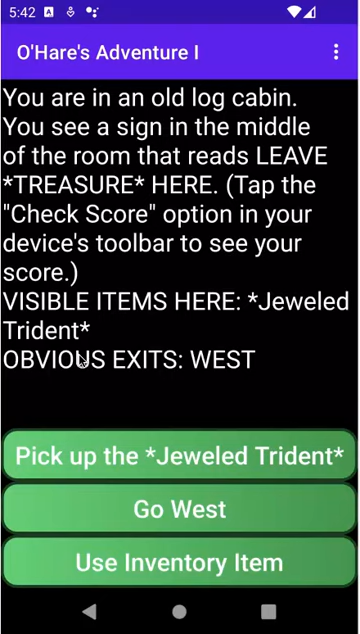 5:42
O'Hare's Adventure I
You are in an old log cabin.
You see a sign in the middle
of the room that reads LEAVE
*TREASURE* HERE. (Tap the
"Check Score" option in your
device's toolbar to see your
score.)
VISIBLE ITEMS HERE: *Jeweled
Trident*
OBVIOUS EXITS: WEST
Pick up the *Jeweled Trident*
Go West
Use Inventory Item